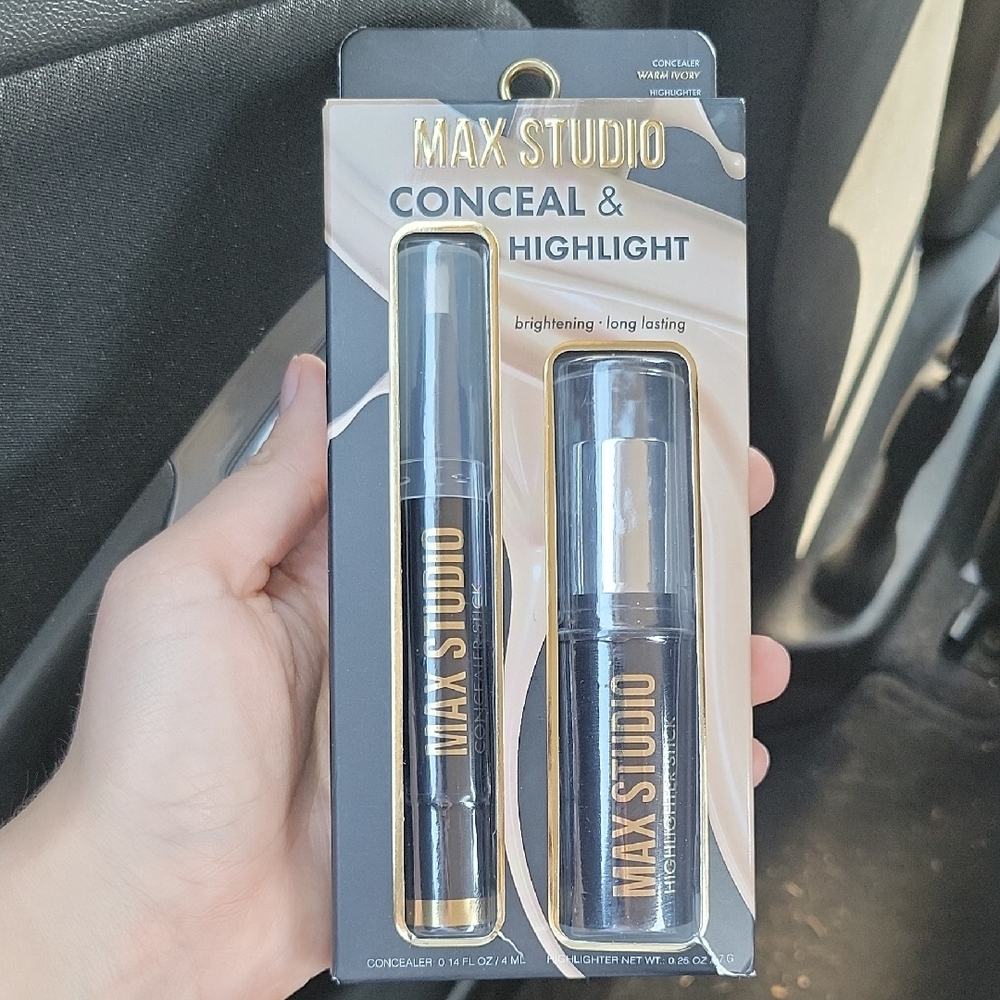 CONCEALER
WARM IVORY
HIGHLIGHTER
MAX STUDIO
CONCEAL &
HIGHLIGHT
brightening · long lasting
MAX STUDIO
CONCEALER STICK
MAX STUDIO
HIGHLIGHTER STICK
CONCEALER: 0.14 FL OZ / 4 ML
HIGHLIGHTER NET WT.: 0.25 OZ / 7 G